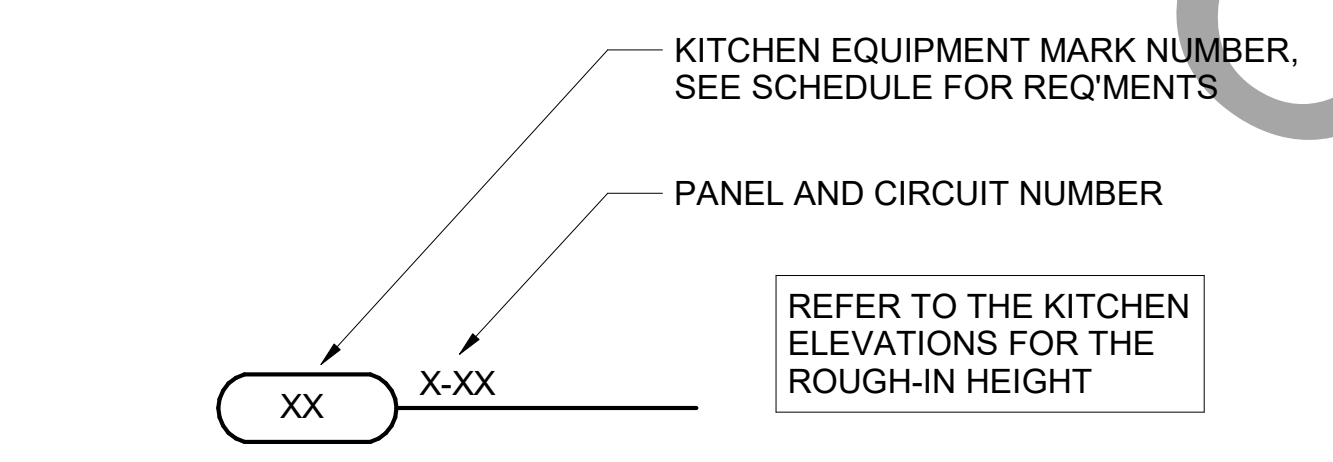 KITCHEN EQUIPMENT MARK NUMBER,
SEE SCHEDULE FOR REQ'MENTS
PANEL AND CIRCUIT NUMBER
REFER TO THE KITCHEN
ELEVATIONS FOR THE
ROUGH-IN HEIGHT
X-XX
XX